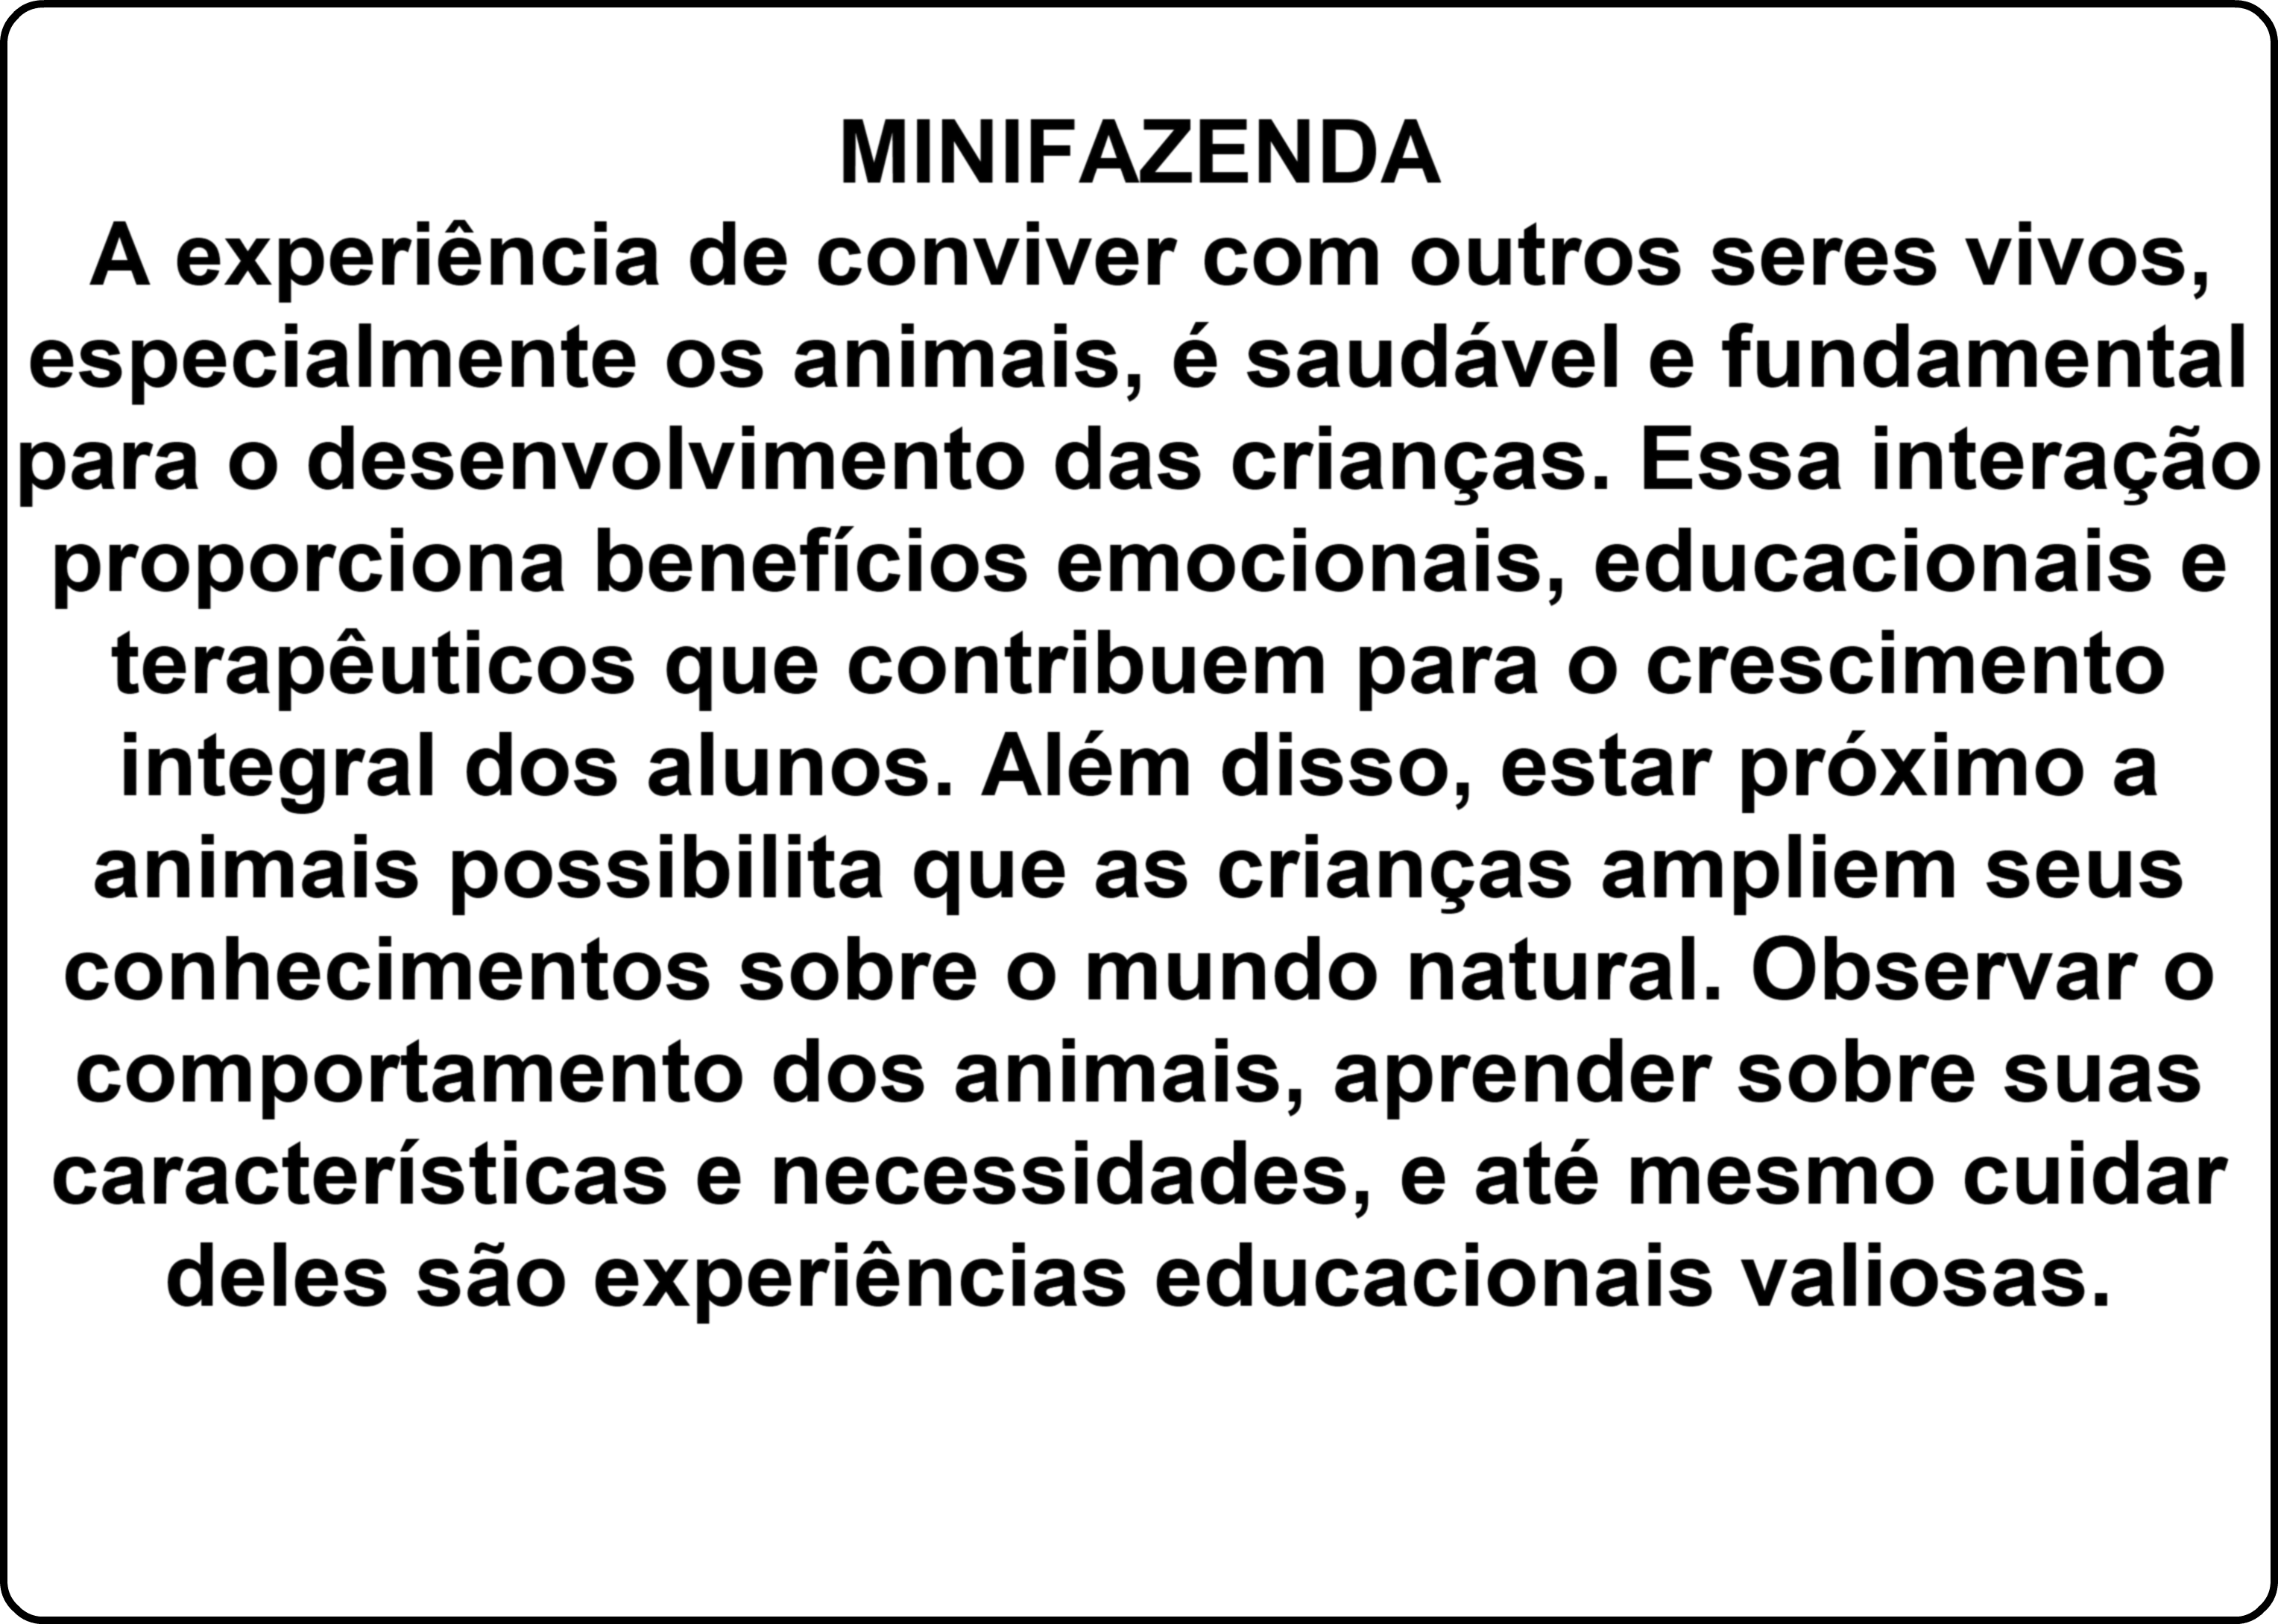 MINIFAZENDA
A experiência de conviver com outros seres vivos,
especialmente os animais, é saudável e fundamental
para o desenvolvimento das crianças. Essa interação
proporciona benefícios emocionais, educacionais e
terapêuticos que contribuem para o crescimento
integral dos alunos. Além disso, estar próximo a
animais possibilita que as crianças ampliem seus
conhecimentos sobre o mundo natural. Observar o
comportamento dos animais, aprender sobre suas
características e necessidades, e até mesmo cuidar
deles são experiências educacionais valiosas.